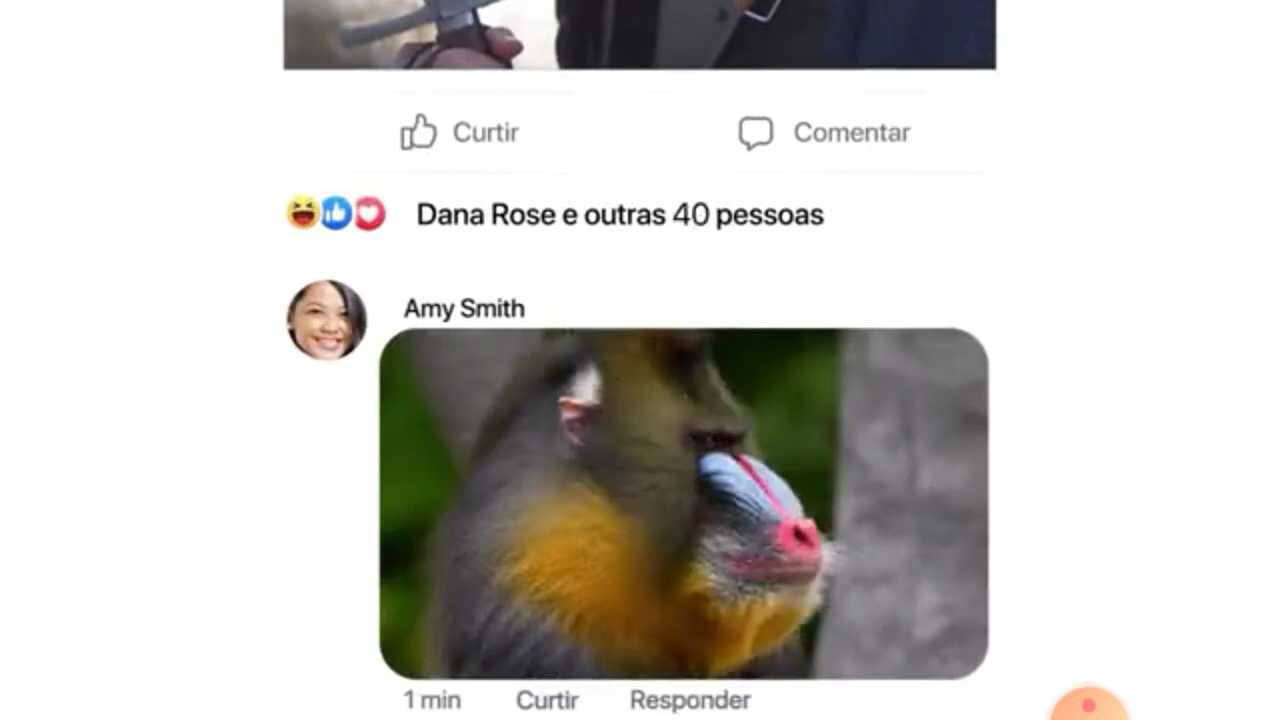 Curtir
Comentar
Dana Rose e outras 40 pessoas
Amy Smith
1 min Curtir Responder